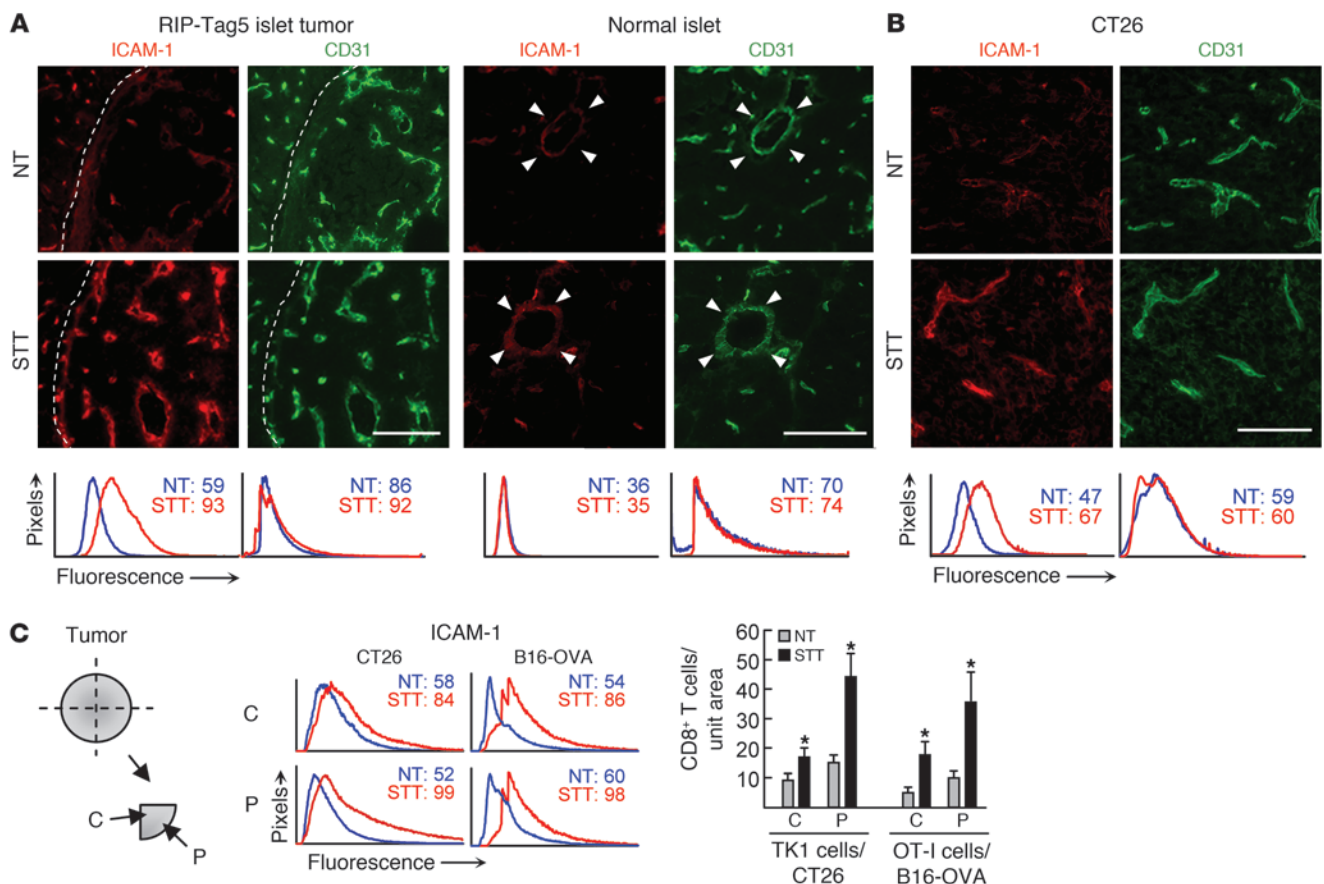 A
RIP-Tag5 islet tumor
Normal islet
ICAM-1
CD31
ICAM-1
CD31
NT
STT
Pixels
NT: 59
STT: 93
NT: 86
STT: 92
NT: 36
STT: 35
NT: 70
STT: 74
Fluorescence
B
CT26
ICAM-1
CD31
NT
STT
Pixels
NT: 47
STT: 67
NT: 59
STT: 60
Fluorescence
C
Tumor
C
P
ICAM-1
CT26
B16-OVA
C
NT: 58
STT: 84
NT: 54
STT: 86
P
Pixels
NT: 52
STT: 99
NT: 60
STT: 98
Fluorescence
CD8+ T cells/
unit area
60
50
40
30
20
10
NT
STT
*
*
*
*
C
P
C
P
TK1 cells/
CT26
OT-I cells/
B16-OVA